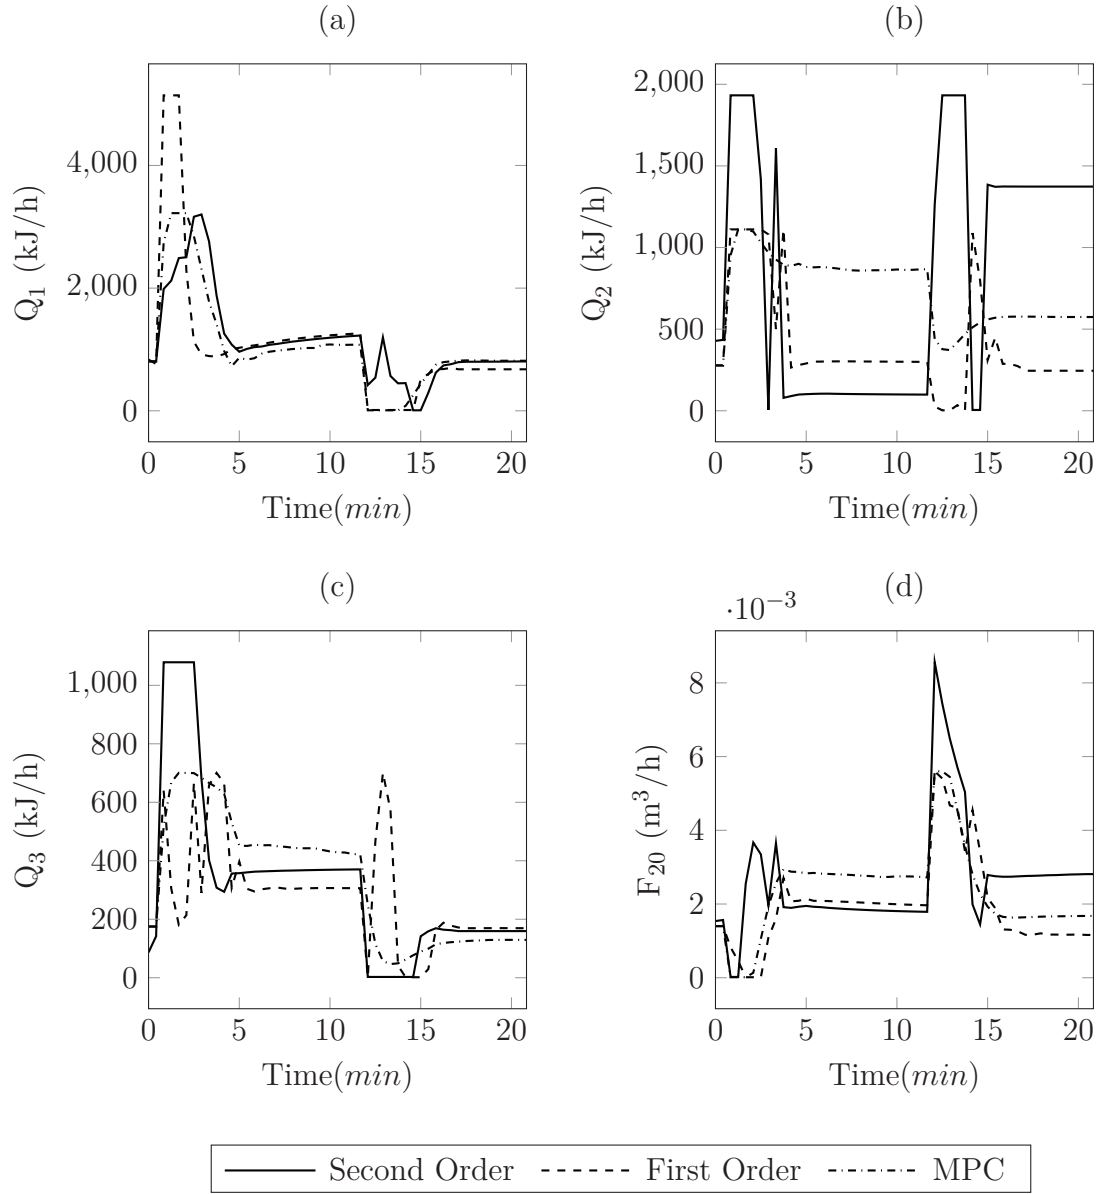 (a)
4,000
2,000
0
0 5 10 15 20
Time(min)
Q1 (kJ/h)
(b)
2,000
1,500
1,000
500
0
0 5 10 15 20
Time(min)
Q2 (kJ/h)
(c)
1,000
800
600
400
200
0
0 5 10 15 20
Time(min)
Q3 (kJ/h)
(d)
·10−3
8
6
4
2
0
0 5 10 15 20
Time(min)
F20 (m³/h)
Second Order First Order MPC